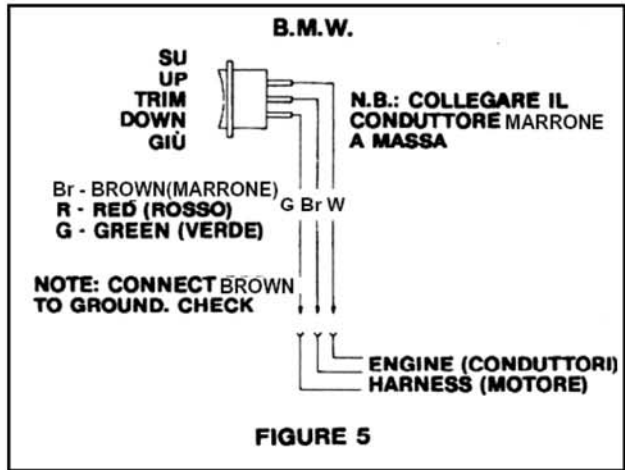 B.M.W.
SU
UP
TRIM
DOWN
GIÙ
N.B.: COLLEGARE IL
CONDUTTORE MARRONE
A MASSA
Br - BROWN(MARRONE)
R - RED (ROSSO)
G - GREEN (VERDE)
G Br W
NOTE: CONNECT BROWN
TO GROUND. CHECK
ENGINE (CONDUTTORI)
HARNESS (MOTORE)
FIGURE 5